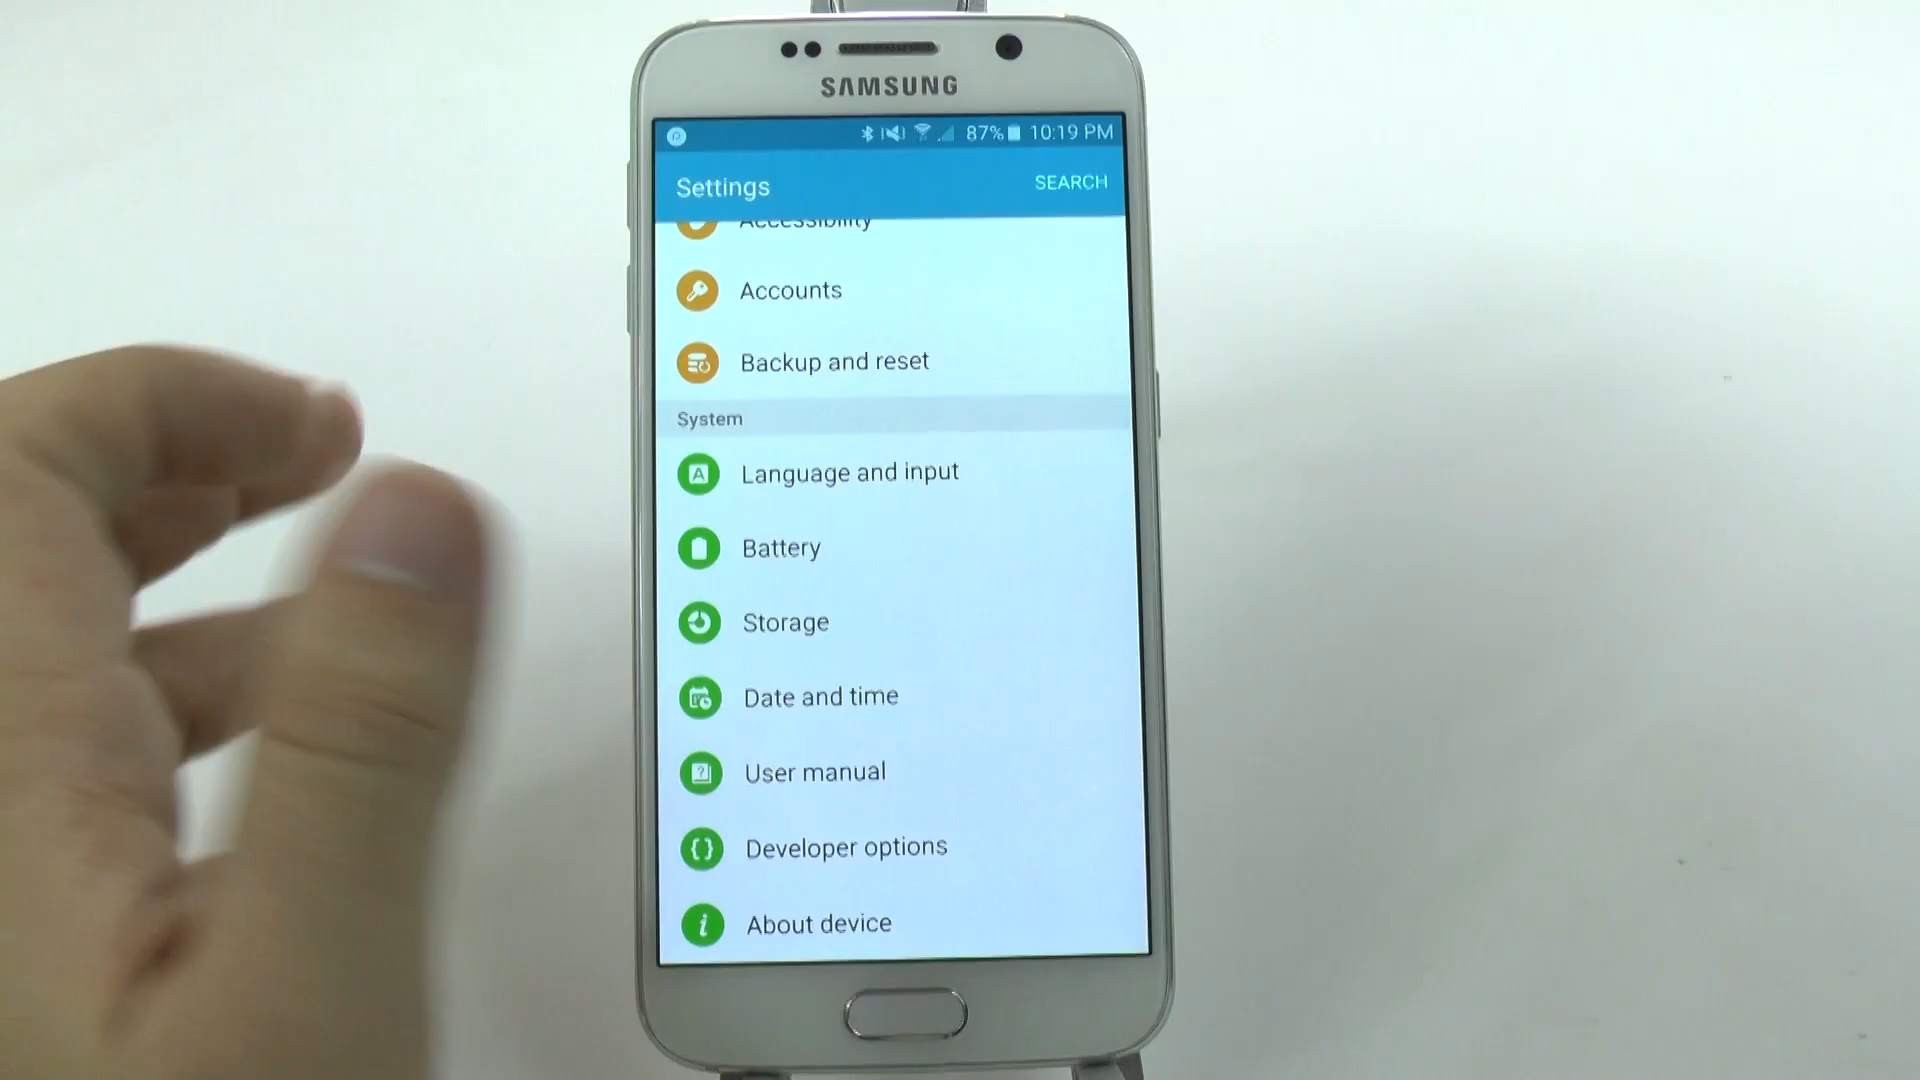 SAMSUNG
87% 10:19 PM
Settings
SEARCH
Accessibility
Accounts
Backup and reset
System
Language and input
Battery
Storage
Date and time
User manual
Developer options
About device